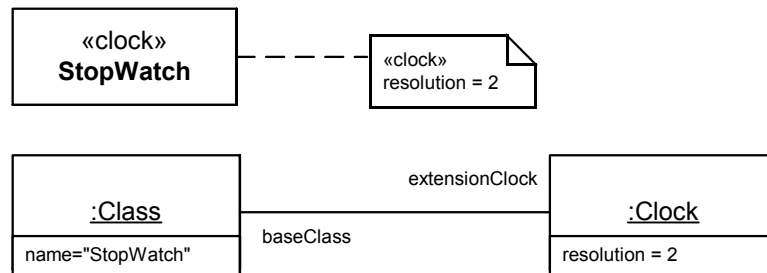 «clock»
StopWatch
«clock»
resolution = 2
extensionClock
:Class
:Clock
baseClass
name="StopWatch"
resolution = 2